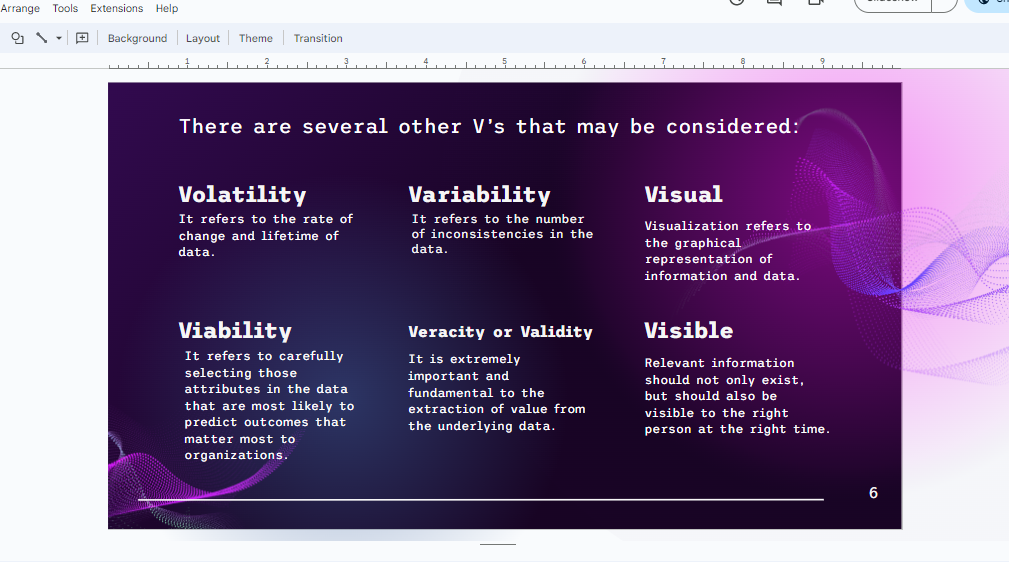 Arrange Tools Extensions Help
Background Layout Theme Transition
1 2 3 4 5 6 7 8 9
There are several other V's that may be considered:
Volatility
It refers to the rate of
change and lifetime of
data.
Variability
It refers to the number
of inconsistencies in the
data.
Visual
Visualization refers to
the graphical
representation of
information and data.
Viability
It refers to carefully
selecting those
attributes in the data
that are most likely to
predict outcomes that
matter most to
organizations.
Veracity or Validity
It is extremely
important and
fundamental to the
extraction of value from
the underlying data.
Visible
Relevant information
should not only exist,
but should also be
visible to the right
person at the right time.
6